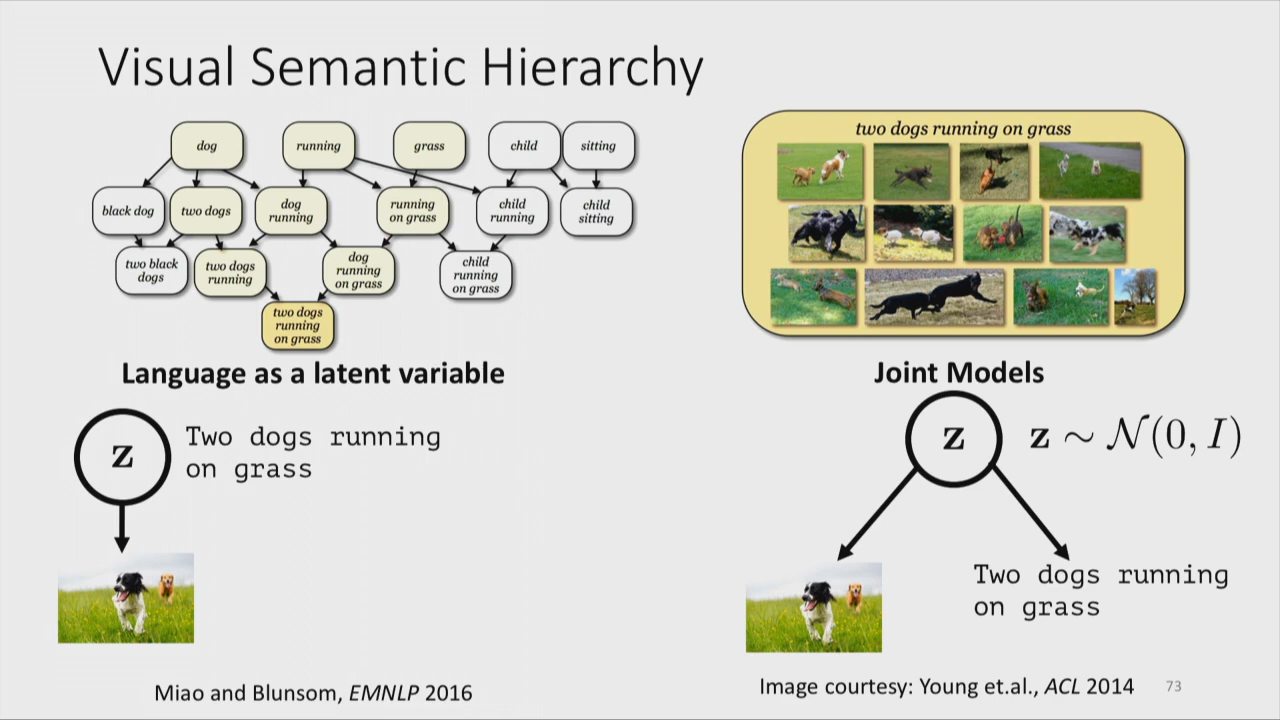 Visual Semantic Hierarchy
dog
running
grass
child
sitting
black dog
two dogs
dog
running
running
on grass
child
running
child
sitting
two black
dogs
two dogs
running
dog
running
on grass
child
running
on grass
two dogs
running
on grass
two dogs running on grass
Language as a latent variable
z
Two dogs running
on grass
Miao and Blunsom, EMNLP 2016
Joint Models
z
z ∼ 𝒩(0, I)
Two dogs running
on grass
Image courtesy: Young et.al., ACL 2014
73